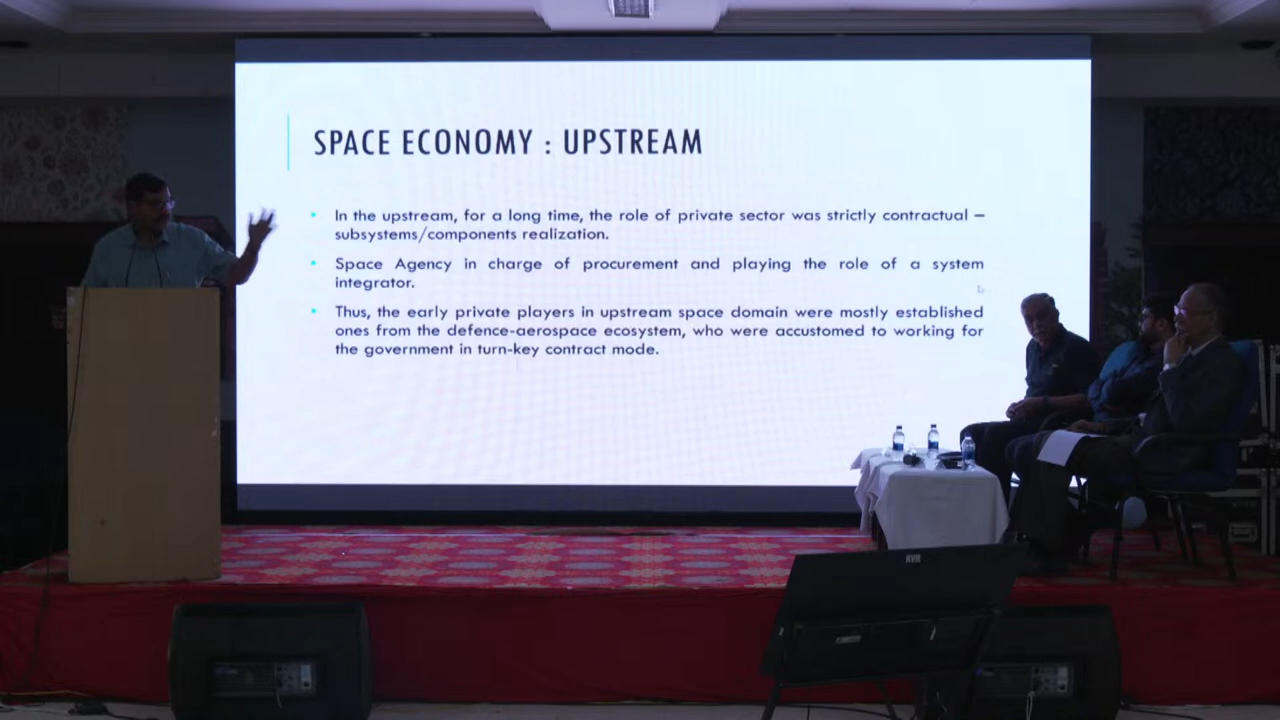 SPACE ECONOMY : UPSTREAM
In the upstream, for a long time, the role of private sector was strictly contractual –
subsystems/components realization.
Space Agency in charge of procurement and playing the role of a system
integrator.
Thus, the early private players in upstream space domain were mostly established
ones from the defence-aerospace ecosystem, who were accustomed to working for
the government in turn-key contract mode.
KVR